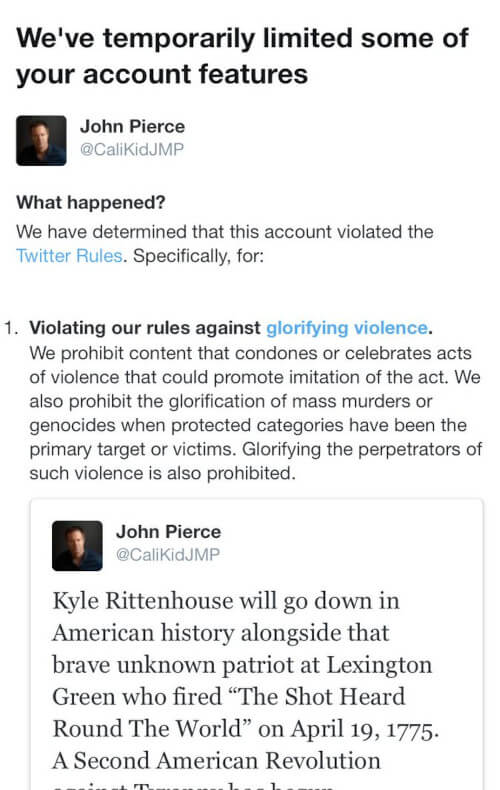 We've temporarily limited some of
your account features
John Pierce
@CaliKidJMP
What happened?
We have determined that this account violated the
Twitter Rules. Specifically, for:
1. Violating our rules against glorifying violence.
We prohibit content that condones or celebrates acts
of violence that could promote imitation of the act. We
also prohibit the glorification of mass murders or
genocides when protected categories have been the
primary target or victims. Glorifying the perpetrators of
such violence is also prohibited.
John Pierce
@CaliKidJMP
Kyle Rittenhouse will go down in
American history alongside that
brave unknown patriot at Lexington
Green who fired “The Shot Heard
Round The World” on April 19, 1775.
A Second American Revolution